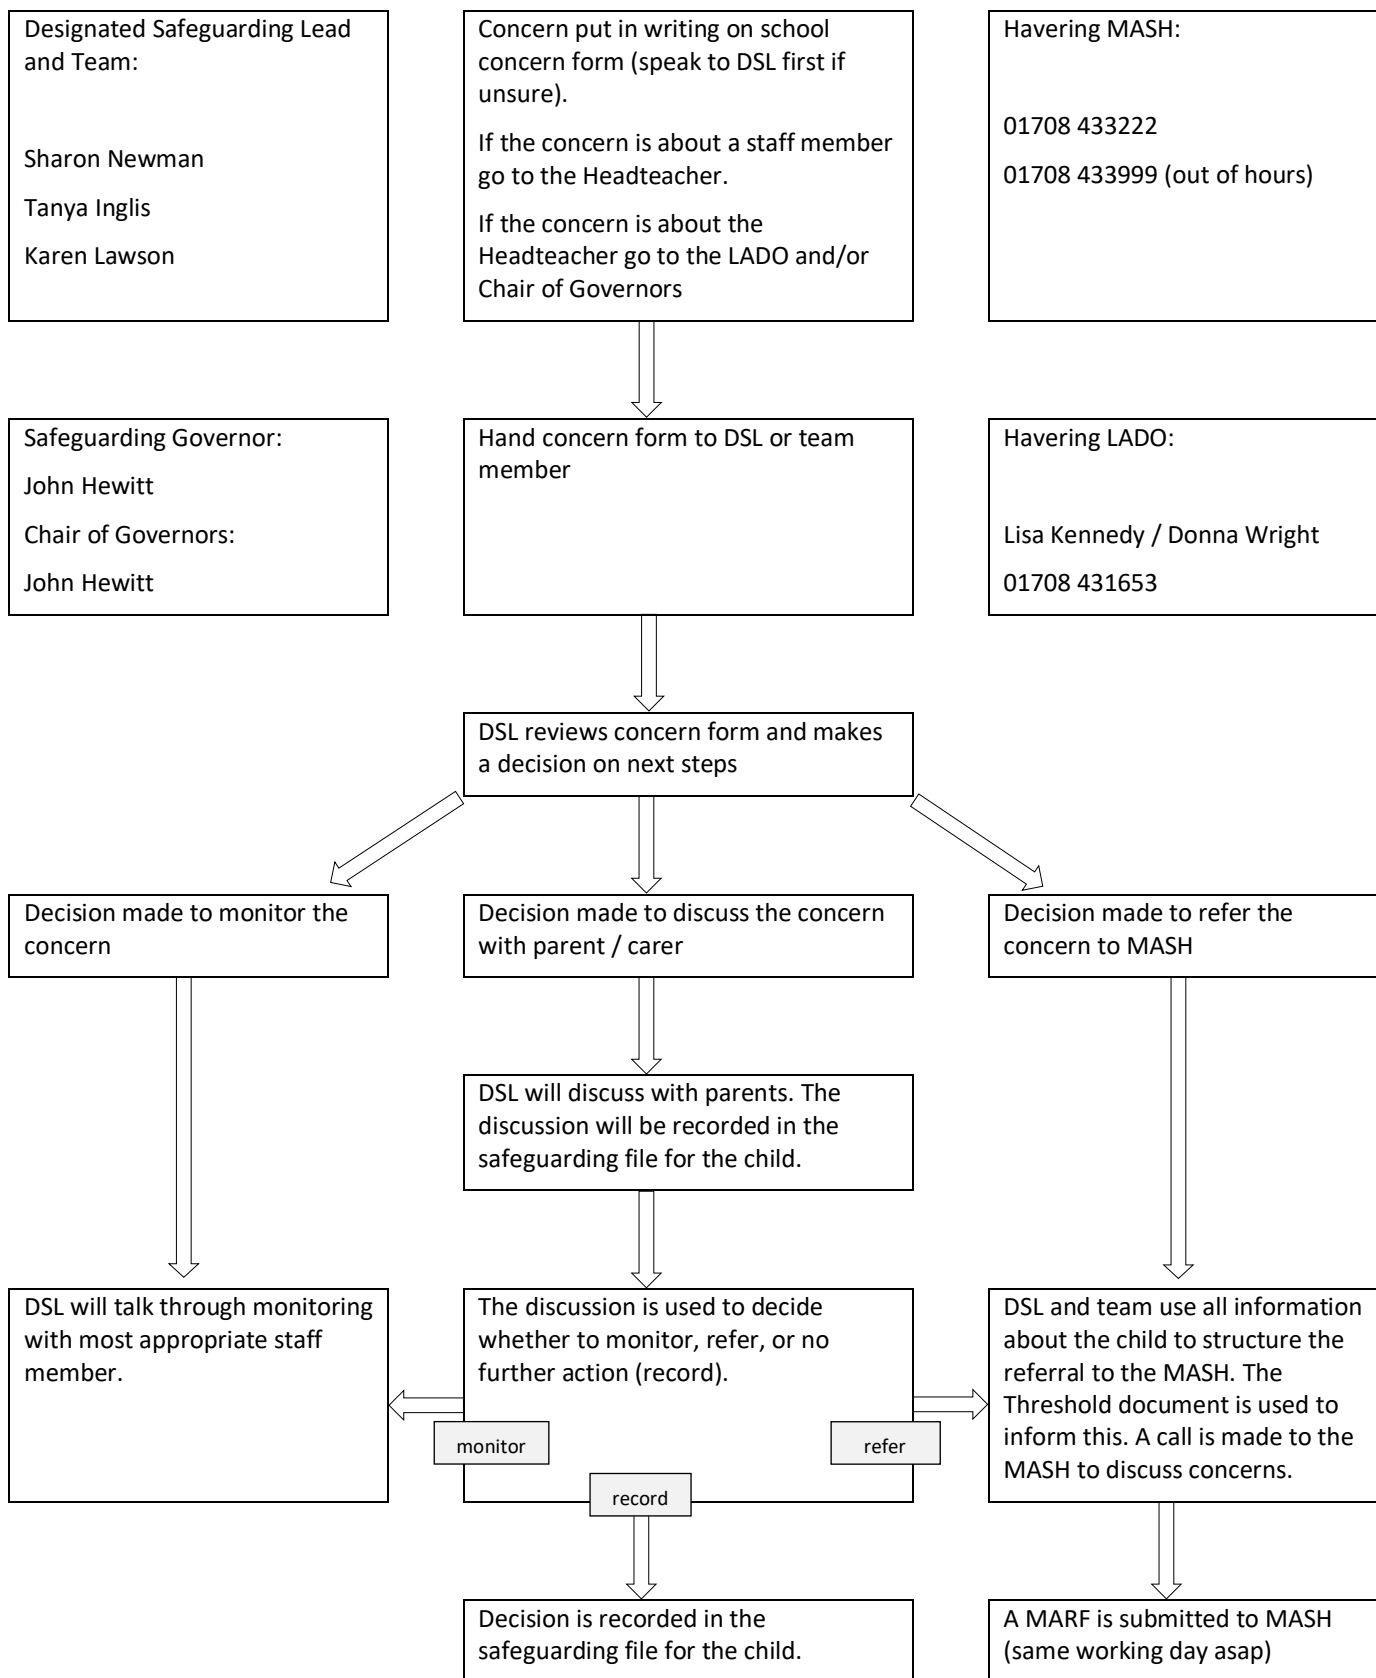 Designated Safeguarding Lead
and Team:
Sharon Newman
Tanya Inglis
Karen Lawson
Concern put in writing on school
concern form (speak to DSL first if
unsure).
If the concern is about a staff member
go to the Headteacher.
If the concern is about the
Headteacher go to the LADO and/or
Chair of Governors
Havering MASH:
01708 433222
01708 433999 (out of hours)
Safeguarding Governor:
John Hewitt
Chair of Governors:
John Hewitt
Hand concern form to DSL or team
member
Havering LADO:
Lisa Kennedy / Donna Wright
01708 431653
DSL reviews concern form and makes
a decision on next steps
Decision made to monitor the
concern
Decision made to discuss the concern
with parent / carer
Decision made to refer the
concern to MASH
DSL will discuss with parents. The
discussion will be recorded in the
safeguarding file for the child.
DSL will talk through monitoring
with most appropriate staff
member.
The discussion is used to decide
whether to monitor, refer, or no
further action (record).
monitor
refer
record
DSL and team use all information
about the child to structure the
referral to the MASH. The
Threshold document is used to
inform this. A call is made to the
MASH to discuss concerns.
Decision is recorded in the
safeguarding file for the child.
A MARF is submitted to MASH
(same working day asap)